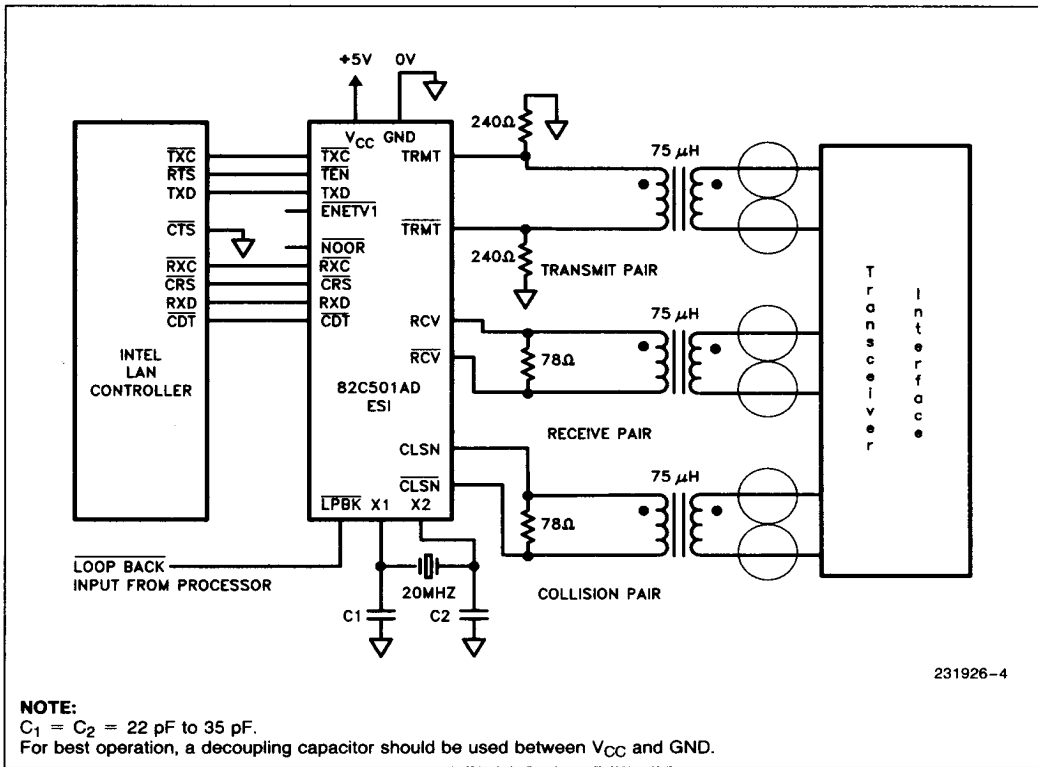 +5V 0V
VCC GND
TXC
RTS
TXD
CTS
RXC
CRS
RXD
CDT
INTEL
LAN
CONTROLLER
TXC
TEN
TXD
ENETV1
NOOR
RXC
CRS
RXD
CDT
82C501AD
ESI
LPBK X1 X2
TRMT
TRMT
RCV
RCV
CLSN
CLSN
240Ω
75 μH
240Ω
TRANSMIT PAIR
75 μH
78Ω
RECEIVE PAIR
75 μH
78Ω
COLLISION PAIR
Transceiver
Interface
LOOP BACK
INPUT FROM PROCESSOR
20MHZ
C1 C2
231926-4
NOTE:
C1 = C2 = 22 pF to 35 pF.
For best operation, a decoupling capacitor should be used between VCC and GND.